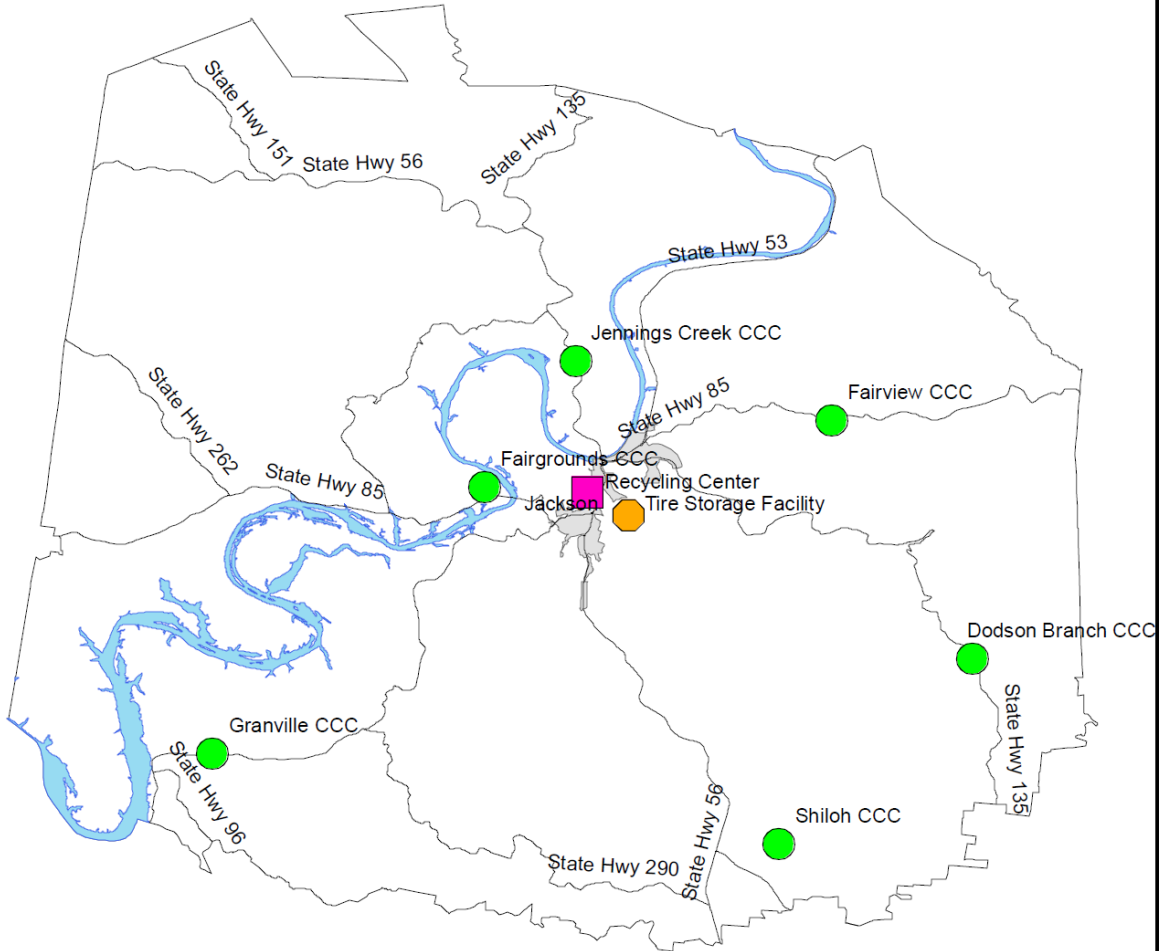 State Hwy 151
State Hwy 56
State Hwy 135
State Hwy 53
Jennings Creek CCC
State Hwy 85
Fairview CCC
State Hwy 262
Fairgrounds CCC
State Hwy 85
Recycling Center
Jackson
Tire Storage Facility
Dodson Branch CCC
State Hwy 135
Granville CCC
State Hwy 96
State Hwy 56
Shiloh CCC
State Hwy 290